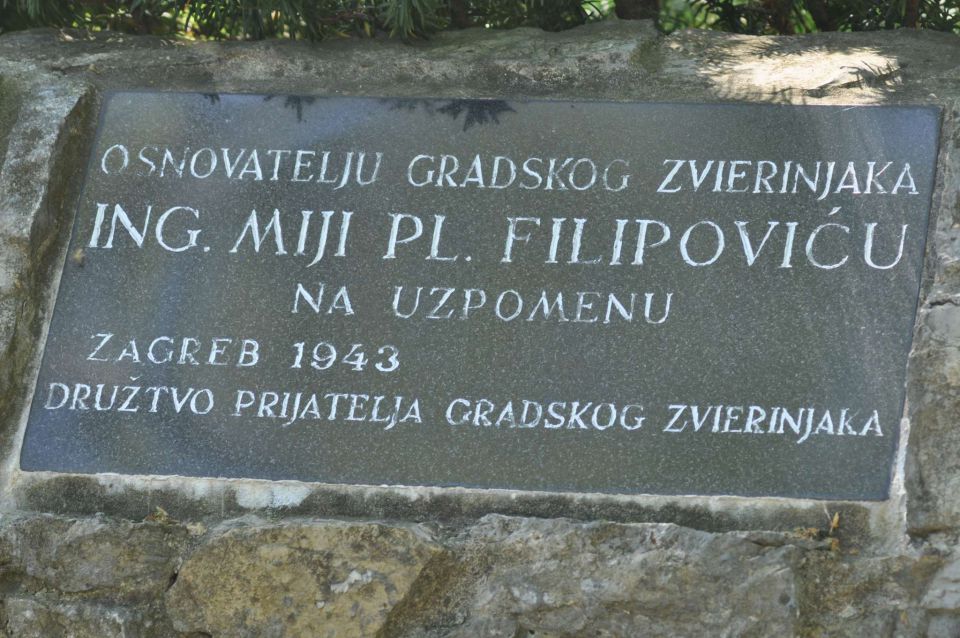 OSNOVATELJU GRADSKOG ZVIERINJAKA
ING. MIJI PL. FILIPOVIĆU
NA UZPOMENU
ZAGREB 1943
DRUŽTVO PRIJATELJA GRADSKOG ZVIERINJAKA